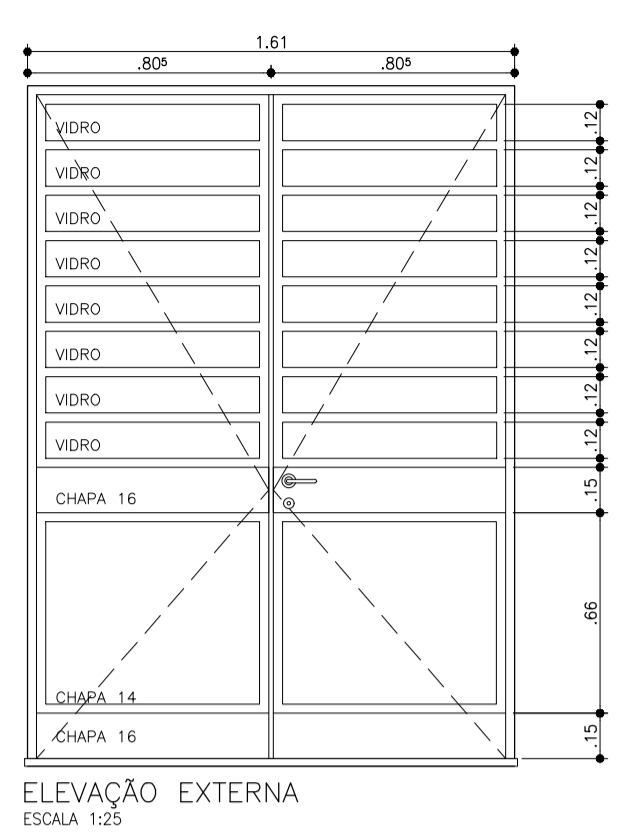 1.61
.80⁵ .80⁵
VIDRO .12
VIDRO .12
VIDRO .12
VIDRO .12
VIDRO .12
VIDRO .12
VIDRO .12
VIDRO .12
CHAPA 16 .15
.66
CHAPA 14
CHAPA 16 .15
ELEVAÇÃO EXTERNA
ESCALA 1:25